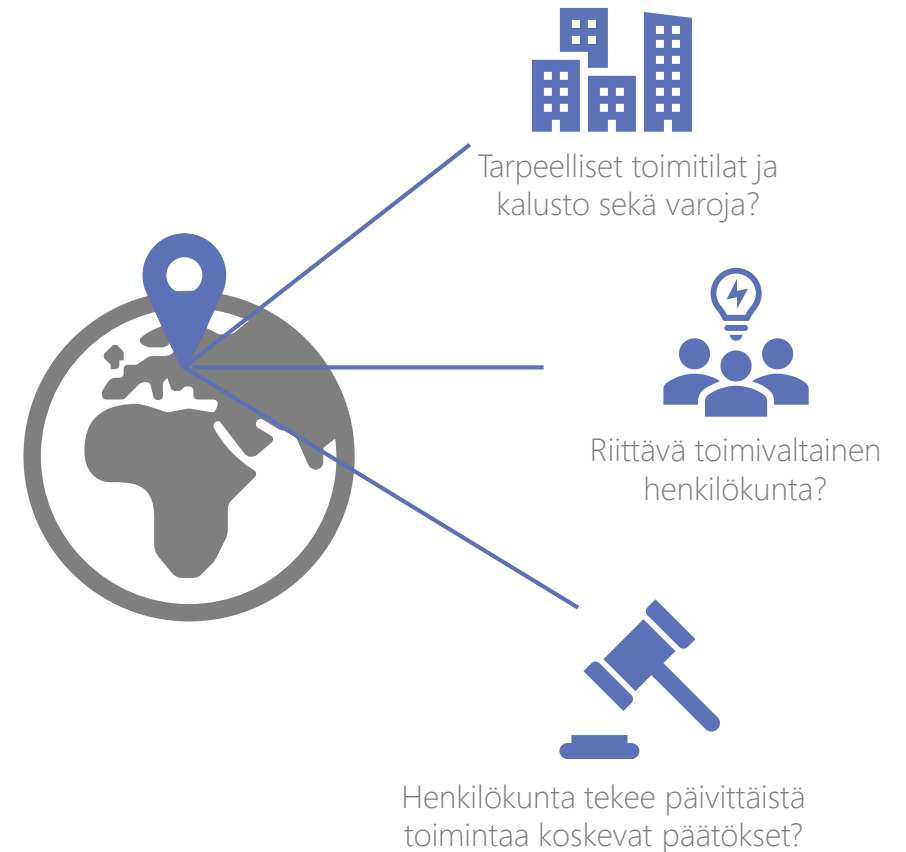 Tarpeelliset toimitilat ja
kalusto sekä varoja?
Riittävä toimivaltainen
henkilökunta?
Henkilökunta tekee päivittäistä
toimintaa koskevat päätökset?